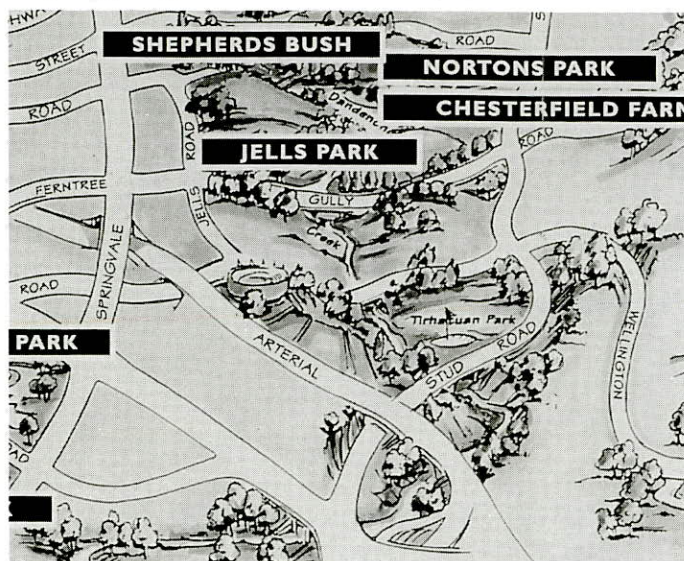 SHEPHERDS BUSH
ROAD
STREET
NORTONS PARK
CHESTERFIELD FARM
ROAD
ROAD
ROAD
JELLS PARK
FERNTREE
GULLY
JELLS
Creek
SPRINGVALE
ROAD
Tirhatuan Park
WELLINGTON
ARTERIAL
STUD ROAD
PARK